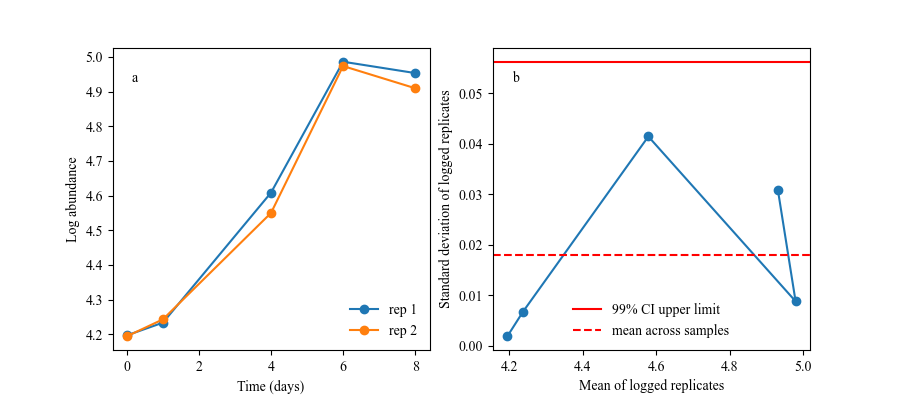 a
5.0
4.9
4.8
4.7
4.6
4.5
4.4
4.3
4.2
Log abundance
rep 1
rep 2
0
2
4
6
8
Time (days)
b
0.05
0.04
0.03
0.02
0.01
0.00
Standard deviation of logged replicates
99% CI upper limit
mean across samples
4.2
4.4
4.6
4.8
5.0
Mean of logged replicates